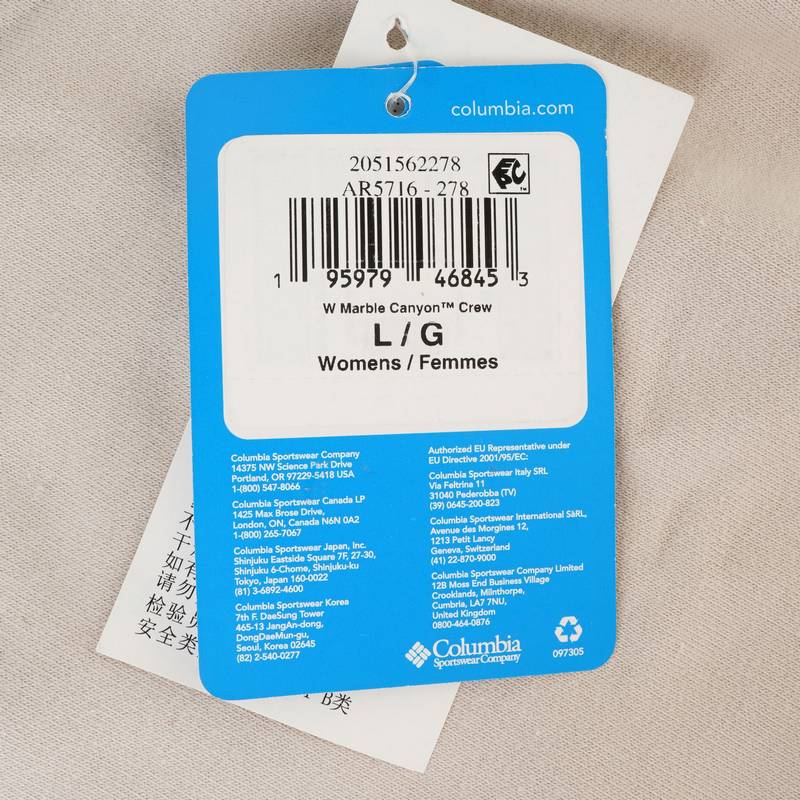 columbia.com
2051562278
AR5716 - 278
1 95979 46845 3
W Marble Canyon™ Crew
L / G
Womens / Femmes
Columbia Sportswear Company
14375 NW Science Park Drive
Portland, OR 97229-5418 USA
1-(800) 547-8066
Columbia Sportswear Canada LP
1425 Max Brose Drive,
London, ON, Canada N6N 0A2
1-(800) 265-7067
Columbia Sportswear Japan, Inc.
Shinjuku Eastside Square 7F, 27-30,
Shinjuku 6-Chome, Shinjuku-ku
Tokyo, Japan 160-0022
(81) 3-6892-4600
Columbia Sportswear Korea
7th F. DaeSung Tower
465-13 JangAn-dong,
DongDaeMun-gu,
Seoul, Korea 02645
(82) 2-540-0277
Authorized EU Representative under
EU Directive 2001/95/EC:
Columbia Sportswear Italy SRL
Via Feltrina 11
31040 Pederobba (TV)
(39) 0645-200-823
Columbia Sportswear International SàRL,
Avenue des Morgines 12,
1213 Petit Lancy
Geneva, Switzerland
(41) 22-870-9000
Columbia Sportswear Company Limited
12B Moss End Business Village
Crooklands, Milnthorpe,
Cumbria, LA7 7NU,
United Kingdom
0800-464-0876
Columbia
Sportswear Company
097305
不
干
如有
请勿
检验员
安全类
B类